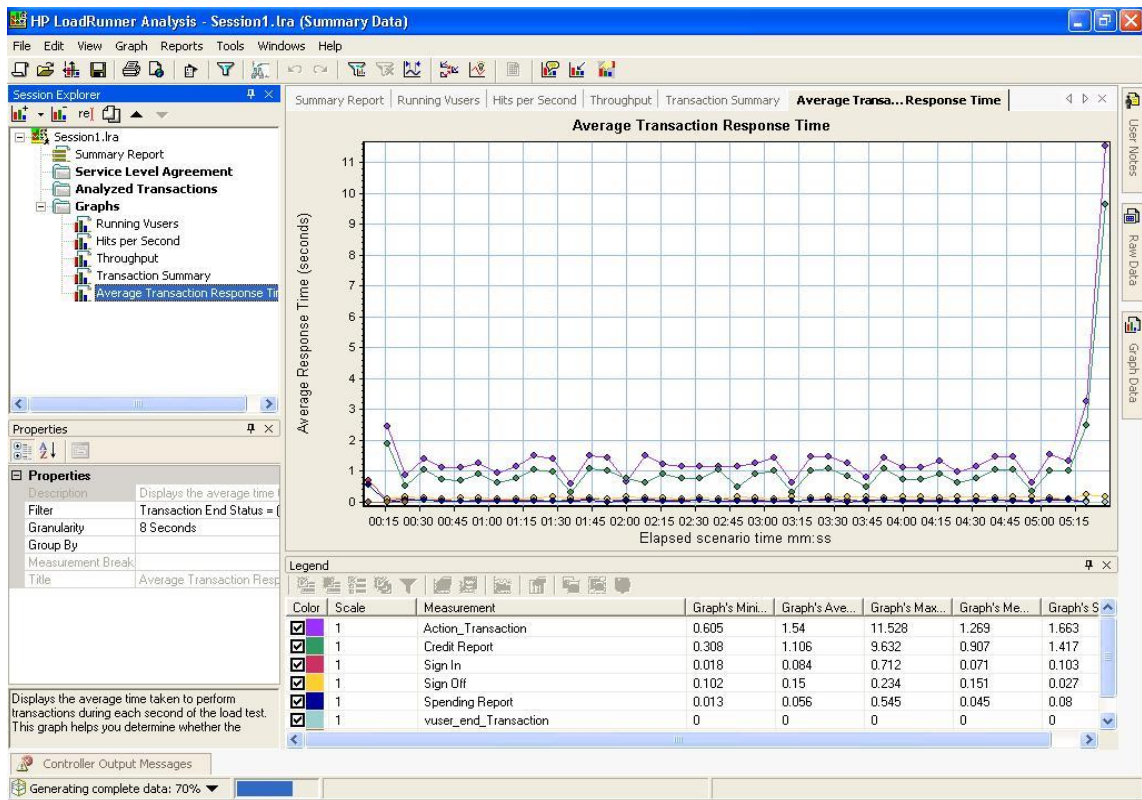 HP LoadRunner Analysis - Session1.lra (Summary Data)
File Edit View Graph Reports Tools Windows Help
Session Explorer
Session1.lra
Summary Report
Service Level Agreement
Analyzed Transactions
Graphs
Running Vusers
Hits per Second
Throughput
Transaction Summary
Average Transaction Response Tir
Properties
Properties
Description Displays the average time t
Filter Transaction End Status = (
Granularity 8 Seconds
Group By
Measurement Break
Title Average Transaction Resp
Displays the average time taken to perform
transactions during each second of the load test.
This graph helps you determine whether the
Summary Report Running Vusers Hits per Second Throughput Transaction Summary Average Transa... Response Time
Average Transaction Response Time
Average Response Time (seconds)
11
10
9
8
7
6
5
4
3
2
1
0
00:15 00:30 00:45 01:00 01:15 01:30 01:45 02:00 02:15 02:30 02:45 03:00 03:15 03:30 03:45 04:00 04:15 04:30 04:45 05:00 05:15
Elapsed scenario time mm:ss
Legend
Color Scale Measurement Graph's Mini... Graph's Ave... Graph's Max... Graph's Me... Graph's S
1 Action_Transaction 0.605 1.54 11.528 1.269 1.663
1 Credit Report 0.308 1.106 9.632 0.907 1.417
1 Sign In 0.018 0.084 0.712 0.071 0.103
1 Sign Off 0.102 0.15 0.234 0.151 0.027
1 Spending Report 0.013 0.056 0.545 0.045 0.08
1 vuser_end_Transaction 0 0 0 0 0
User Notes
Raw Data
Graph Data
Controller Output Messages
Generating complete data: 70%